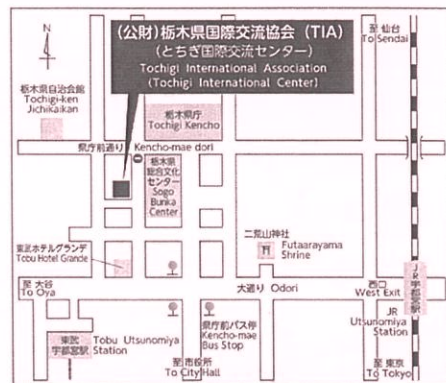 (公財)栃木県国際交流協会 (TIA)
(とちぎ国際交流センター)
Tochigi International Association
(Tochigi International Center)
至 仙台
To Sendai
N
栃木県自治会館
Tochigi-ken
Jichikaikan
栃木県庁
Tochigi Kencho
県庁前通り Kencho-mae dori
栃木県
総合文化
センター
Sogo
Bunka
Center
東武ホテルグランデ
Tobu Hotel Grande
二荒山神社
Futaarayama
Shrine
至 大谷
To Oya
大通り Odori
西口
West Exit
JR宇都宮駅
JR
Utsunomiya
Station
県庁前バス停
Kencho-mae
Bus Stop
東武
宇都宮駅
Tobu Utsunomiya
Station
至 市役所
To City Hall
至 東京
To Tokyo